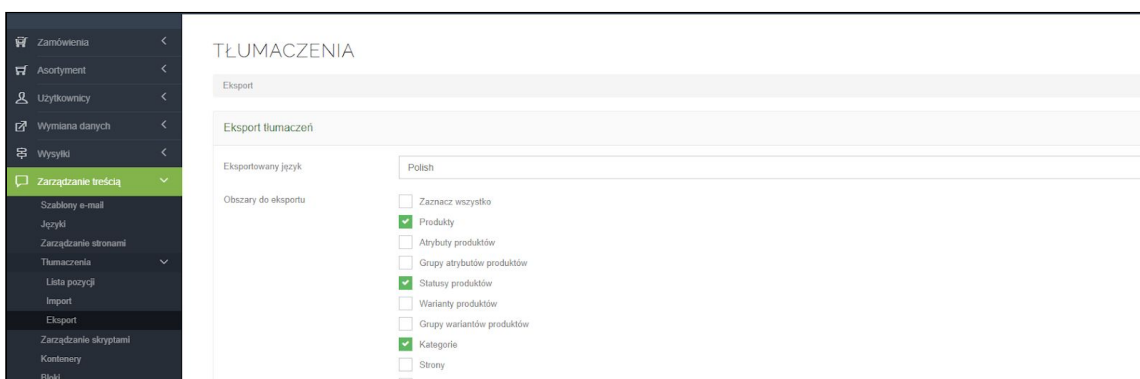 Zamówienia
Asortyment
Użytkownicy
Wymiana danych
Wysyłki
Zarządzanie treścią
Szablony e-mail
Języki
Zarządzanie stronami
Tłumaczenia
Lista pozycji
Import
Eksport
Zarządzanie skryptami
Kontenery
Bloki
TŁUMACZENIA
Eksport
Eksport tłumaczeń
Eksportowany język
Polish
Obszary do eksportu
Zaznacz wszystko
Produkty
Atrybuty produktów
Grupy atrybutów produktów
Statusy produktów
Warianty produktów
Grupy wariantów produktów
Kategorie
Strony